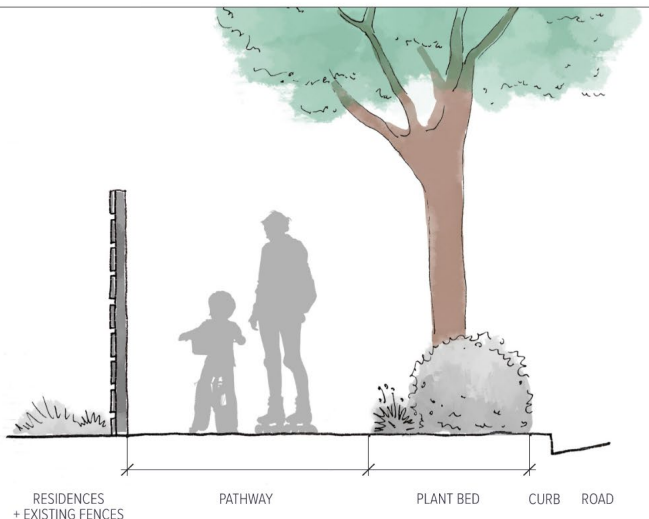 RESIDENCES
+ EXISTING FENCES
PATHWAY
PLANT BED
CURB
ROAD